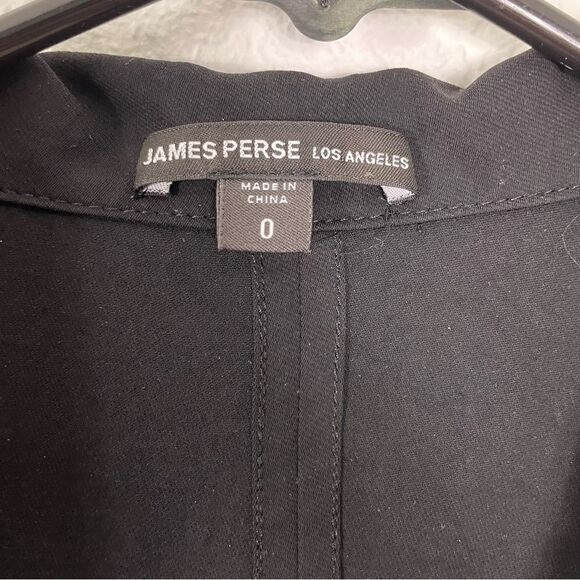 JAMES PERSE LOS ANGELES
MADE IN
CHINA
0